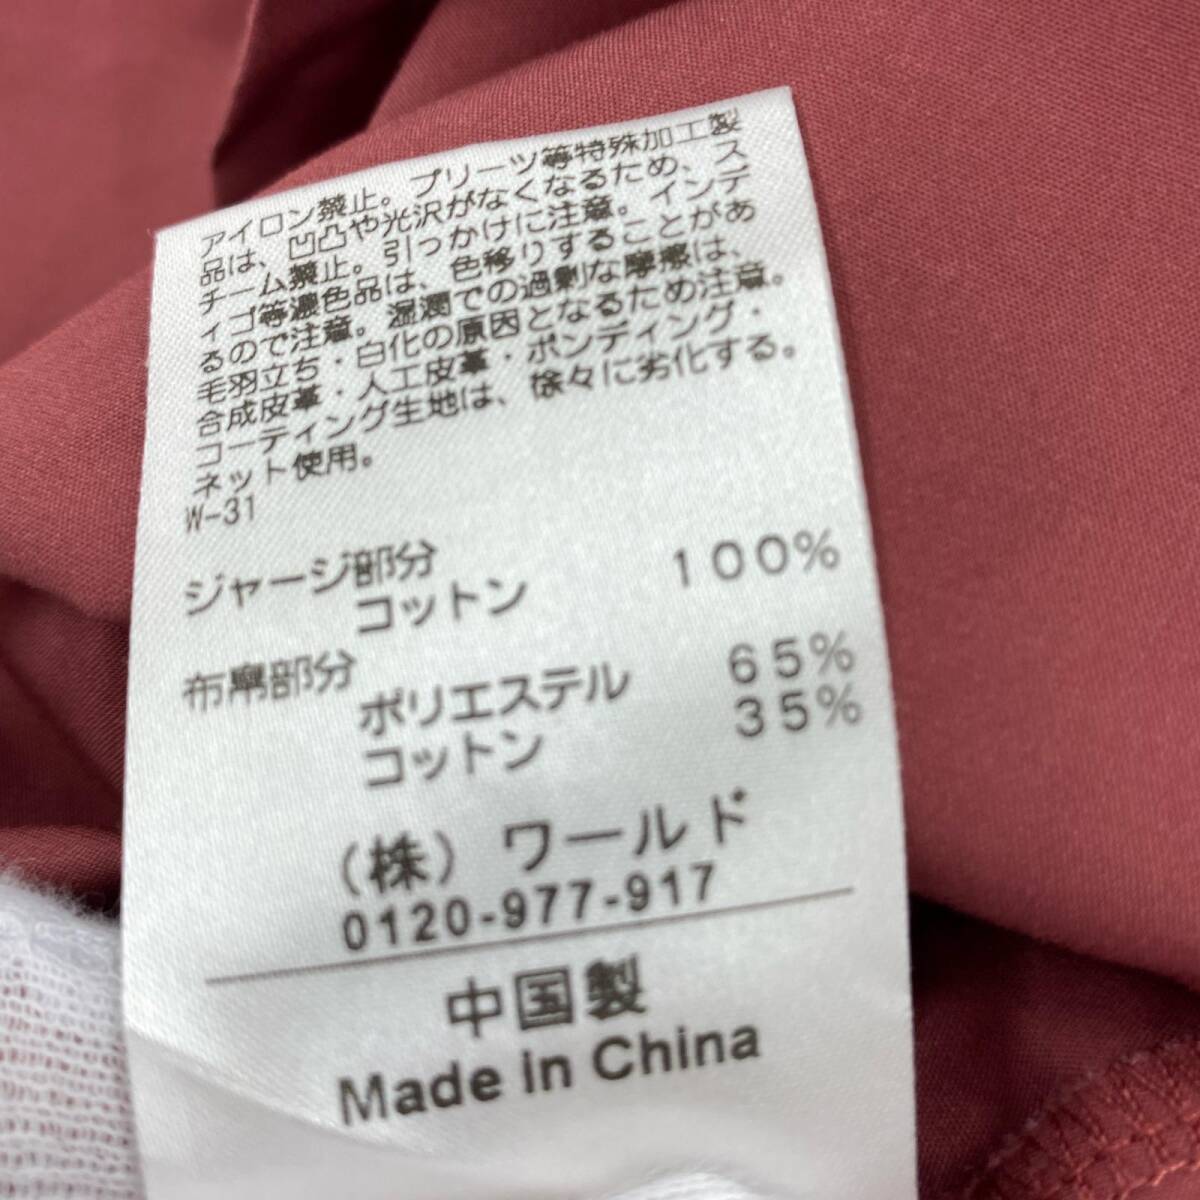 アイロン禁止。プリーツ等特殊加工製
品は、凹凸や光沢がなくなるため、ス
チーム禁止。引っかけに注意。インデ
ィゴ等濃色品は、色移りすることがあ
るので注意。湿潤での過剰な摩擦は、
毛羽立ち・白化の原因となるため注意。
合成皮革・人工皮革・ボンディング・
コーティング生地は、徐々に劣化する。
ネット使用。
W-31
ジャージ部分
コットン 100%
布帛部分
ポリエステル 65%
コットン 35%
（株）ワールド
0120-977-917
中国製
Made in China